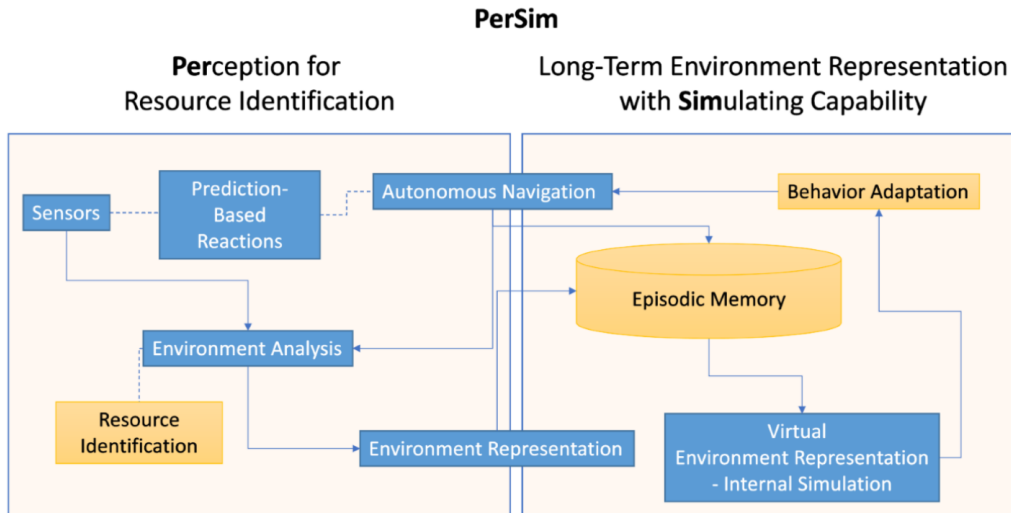 PerSim
Perception for
Resource Identification
Long-Term Environment Representation
with Simulating Capability
Sensors
Prediction-
Based
Reactions
Autonomous Navigation
Behavior Adaptation
Episodic Memory
Environment Analysis
Resource
Identification
Environment Representation
Virtual
Environment Representation
- Internal Simulation